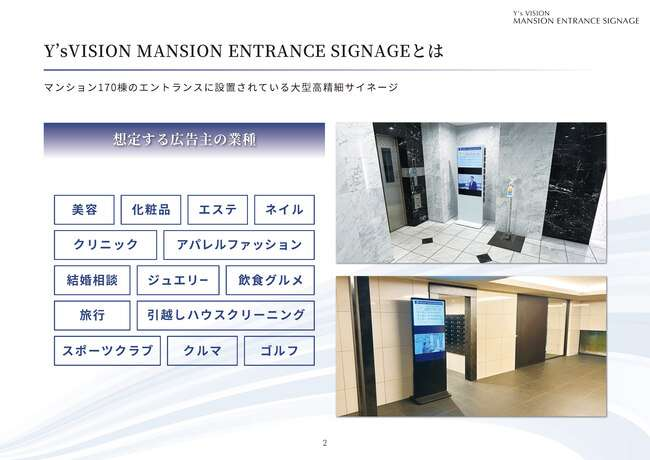 Y's VISION
MANSION ENTRANCE SIGNAGE
Y'sVISION MANSION ENTRANCE SIGNAGEとは
マンション170棟のエントランスに設置されている大型高精細サイネージ
想定する広告主の業種
美容
化粧品
エステ
ネイル
クリニック
アパレルファッション
結婚相談
ジュエリー
飲食グルメ
旅行
引越しハウスクリーニング
スポーツクラブ
クルマ
ゴルフ
2